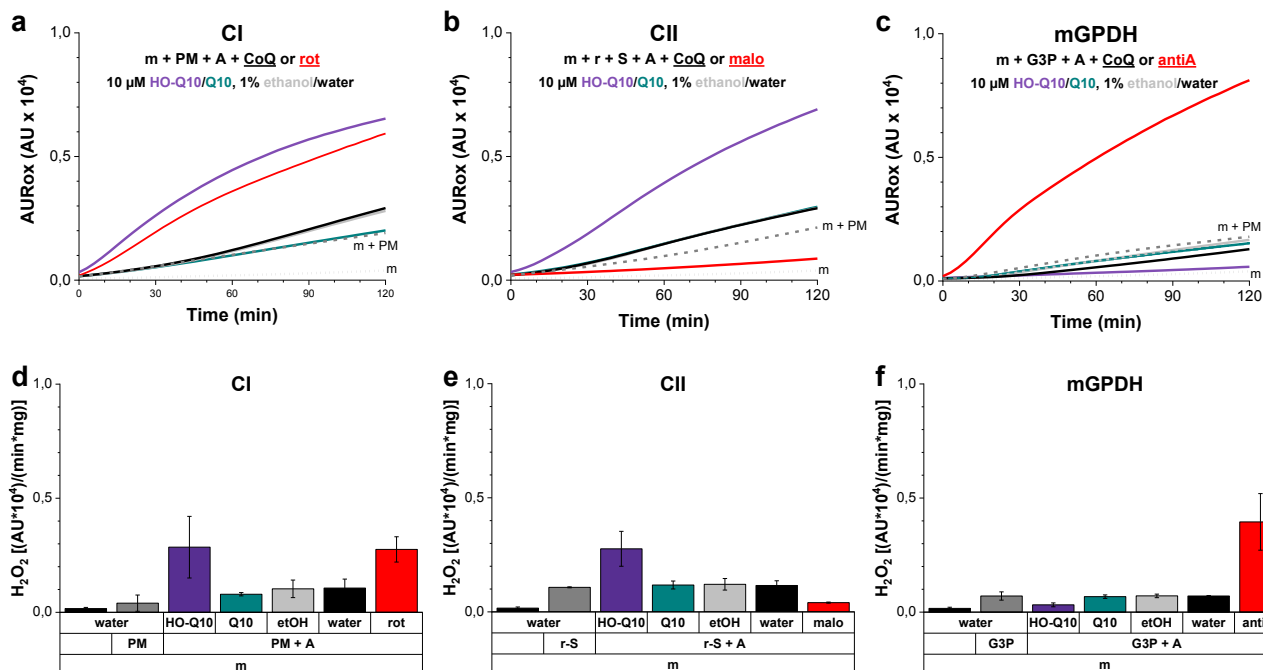 a
CI
m + PM + A + CoQ or rot
10 µM HO-Q10/Q10, 1% ethanol/water
AURox (AU x 10⁴)
1,0
0,5
0,0
m + PM
m
0 30 60 90 120
Time (min)
b
CII
m + r + S + A + CoQ or malo
10 µM HO-Q10/Q10, 1% ethanol/water
AURox (AU x 10⁴)
1,0
0,5
0,0
m + PM
m
0 30 60 90 120
Time (min)
c
mGPDH
m + G3P + A + CoQ or antiA
10 µM HO-Q10/Q10, 1% ethanol/water
AURox (AU x 10⁴)
1,0
0,5
0,0
m + PM
m
0 30 60 90 120
Time (min)
d
CI
H₂O₂ [(AU*10⁴)/(min*mg)]
1,0
0,5
0,0
water HO-Q10 Q10 etOH water rot
PM PM + A
m
e
CII
H₂O₂ [(AU*10⁴)/(min*mg)]
1,0
0,5
0,0
water HO-Q10 Q10 etOH water malo
r-S r-S + A
m
f
mGPDH
H₂O₂ [(AU*10⁴)/(min*mg)]
1,0
0,5
0,0
water HO-Q10 Q10 etOH water anti
G3P G3P + A
m